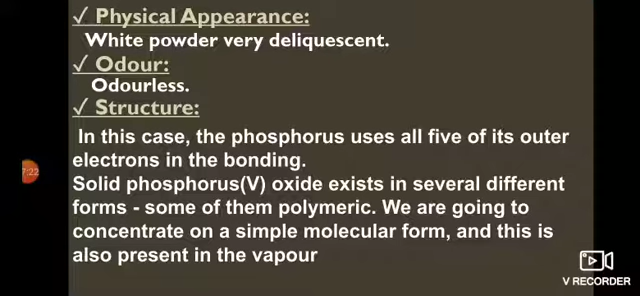 ✓ Physical Appearance:
White powder very deliquescent.
✓ Odour:
Odourless.
✓ Structure:
In this case, the phosphorus uses all five of its outer
electrons in the bonding.
Solid phosphorus(V) oxide exists in several different
forms - some of them polymeric. We are going to
concentrate on a simple molecular form, and this is
also present in the vapour
7:22
V RECORDER